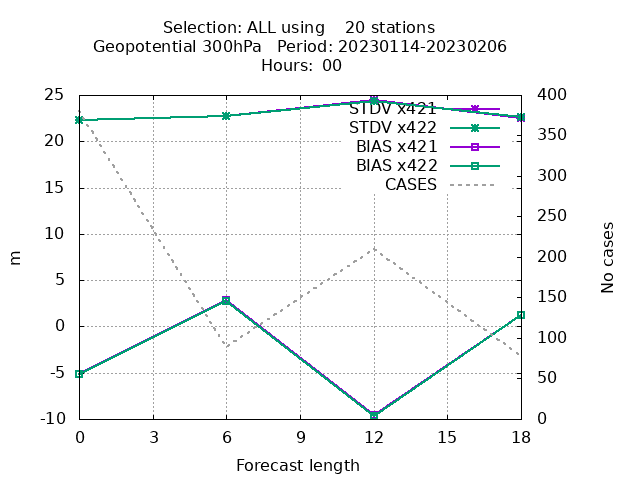 Selection: ALL using    20 stations
Geopotential 300hPa   Period: 20230114-20230206
Hours: 00
25
20
15
10
5
0
-5
-10
m
STDV x421
STDV x422
BIAS x421
BIAS x422
CASES
400
350
300
250
200
150
100
50
0
No cases
0 3 6 9 12 15 18
Forecast length